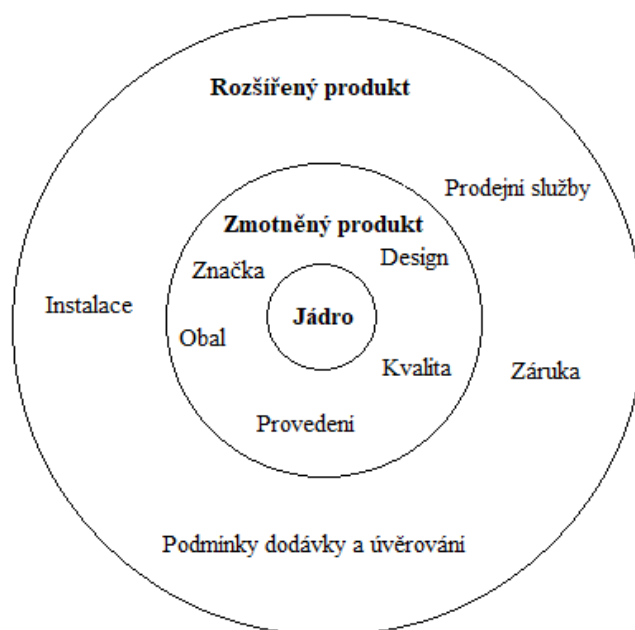 Rozšířený produkt
Prodejní služby
Zmotněný produkt
Design
Značka
Instalace
Jádro
Obal
Kvalita
Záruka
Provedení
Podmínky dodávky a úvěrování